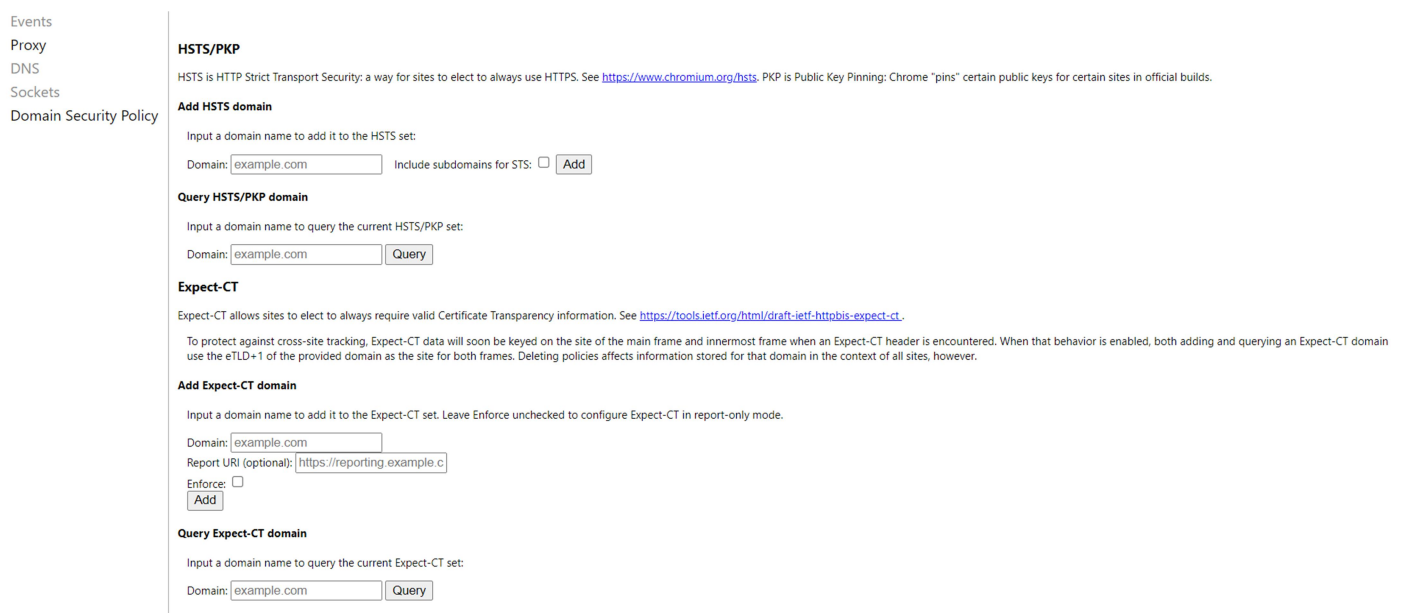 Events
Proxy
DNS
Sockets
Domain Security Policy
HSTS/PKP
HSTS is HTTP Strict Transport Security: a way for sites to elect to always use HTTPS. See https://www.chromium.org/hsts. PKP is Public Key Pinning: Chrome "pins" certain public keys for certain sites in official builds.
Add HSTS domain
Input a domain name to add it to the HSTS set:
Domain: example.com Include subdomains for STS: Add
Query HSTS/PKP domain
Input a domain name to query the current HSTS/PKP set:
Domain: example.com Query
Expect-CT
Expect-CT allows sites to elect to always require valid Certificate Transparency information. See https://tools.ietf.org/html/draft-ietf-httpbis-expect-ct .
To protect against cross-site tracking, Expect-CT data will soon be keyed on the site of the main frame and innermost frame when an Expect-CT header is encountered. When that behavior is enabled, both adding and querying an Expect-CT domain
use the eTLD+1 of the provided domain as the site for both frames. Deleting policies affects information stored for that domain in the context of all sites, however.
Add Expect-CT domain
Input a domain name to add it to the Expect-CT set. Leave Enforce unchecked to configure Expect-CT in report-only mode.
Domain: example.com
Report URI (optional): https://reporting.example.c
Enforce:
Add
Query Expect-CT domain
Input a domain name to query the current Expect-CT set:
Domain: example.com Query